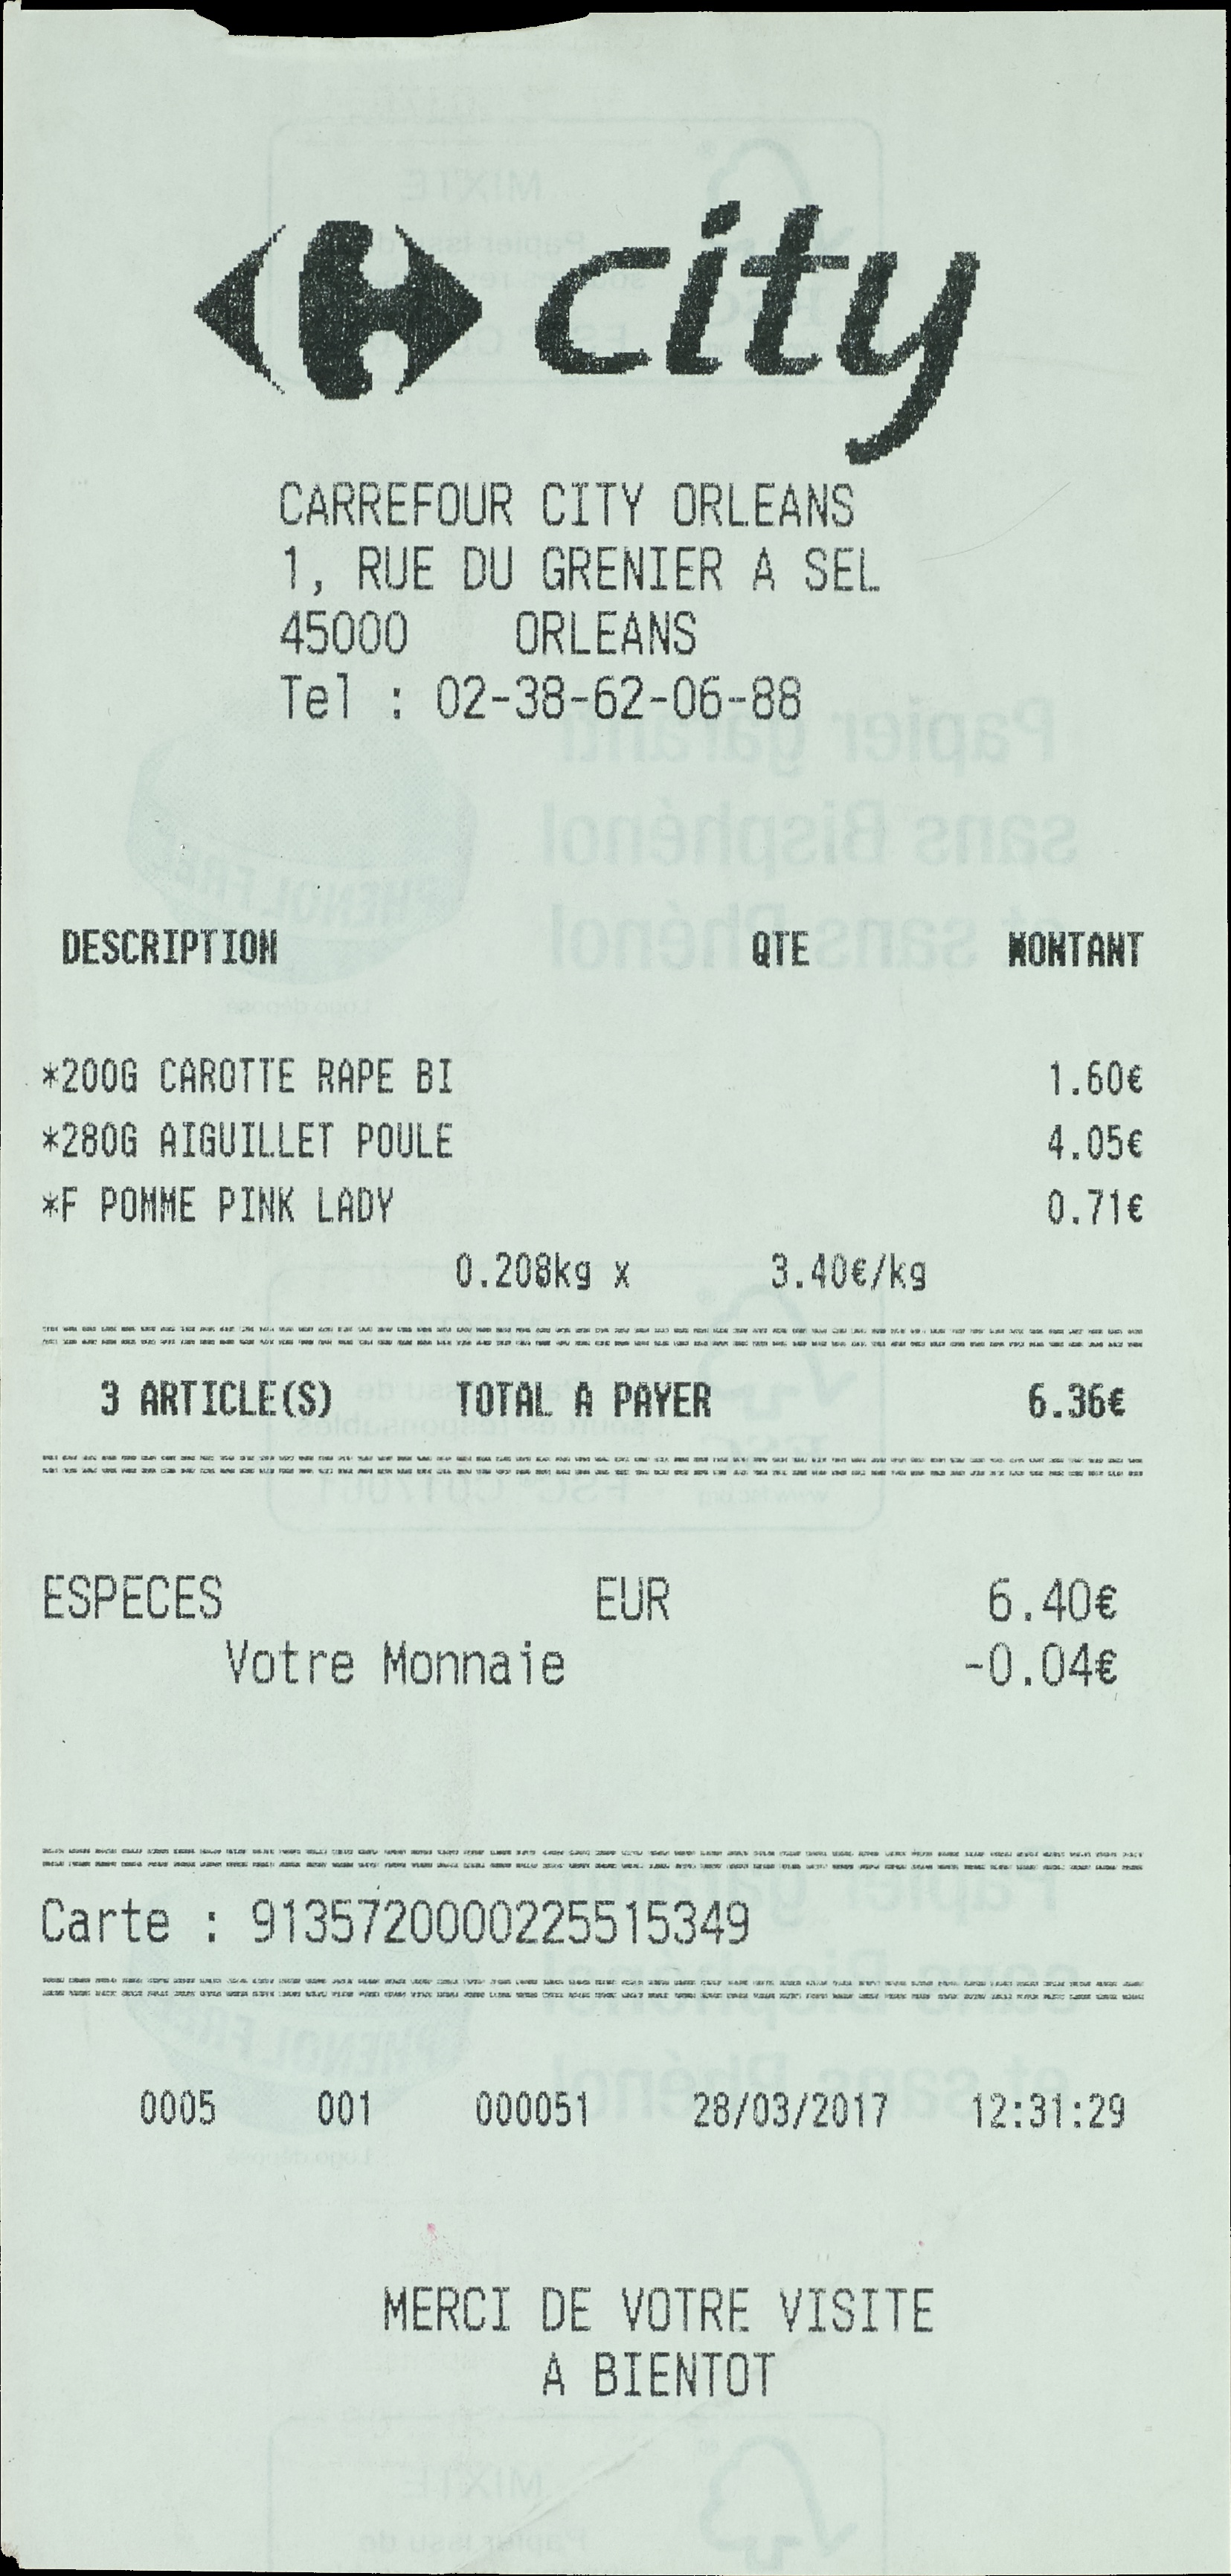 city
CARREFOUR CITY ORLEANS
1, RUE DU GRENIER A SEL
45000 ORLEANS
Tel : 02-38-62-06-88
DESCRIPTION QTE MONTANT
*200G CAROTTE RAPE BI 1.60€
*280G AIGUILLET POULE 4.05€
*F POMME PINK LADY 0.71€
0.208kg x 3.40€/kg
3 ARTICLE(S) TOTAL A PAYER 6.36€
ESPECES EUR 6.40€
Votre Monnaie -0.04€
Carte : 9135720000225515349
0005 001 000051 28/03/2017 12:31:29
MERCI DE VOTRE VISITE
A BIENTOT